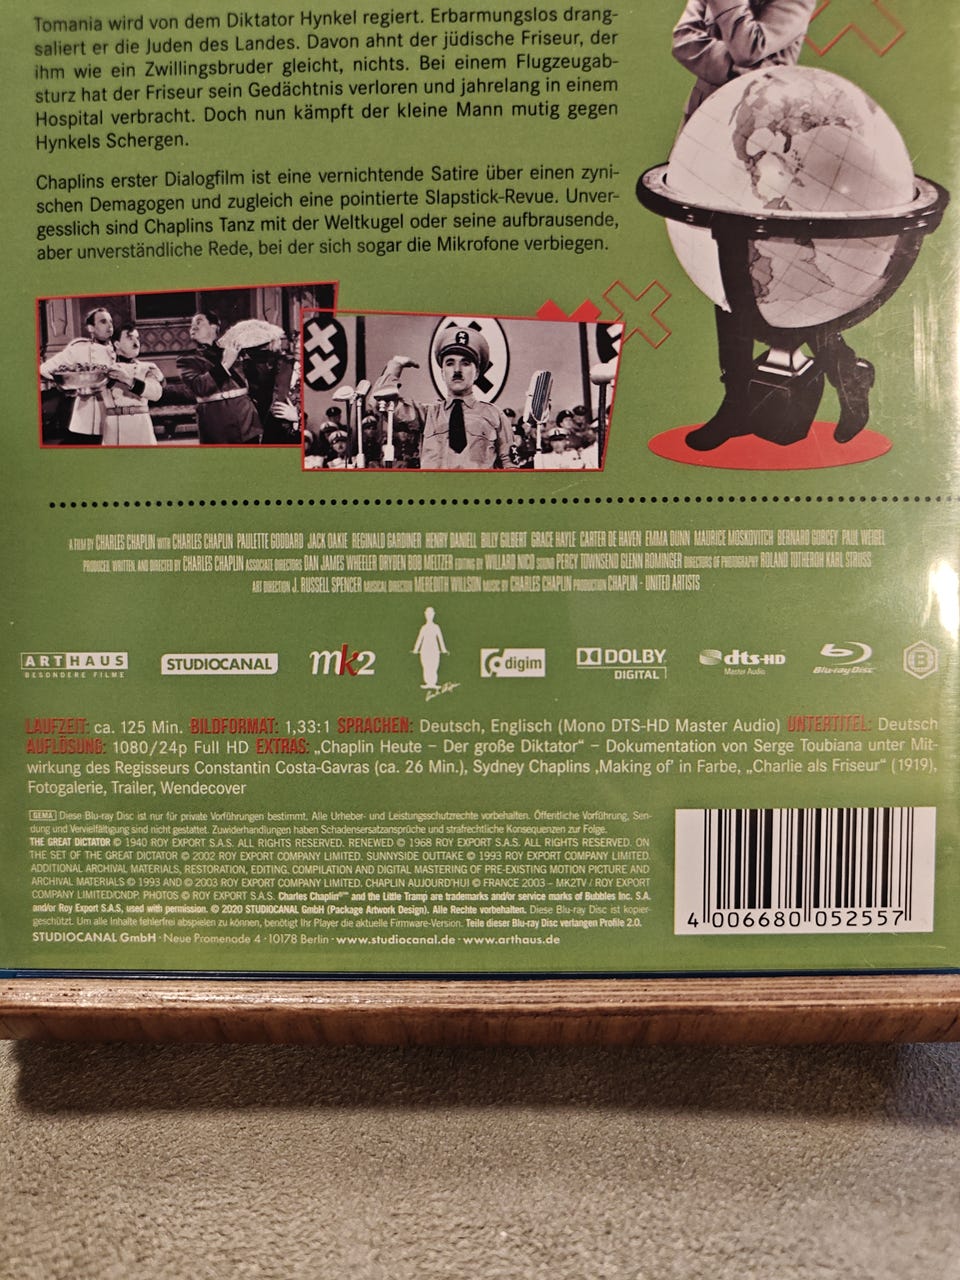 Tomania wird von dem Diktator Hynkel regiert. Erbarmungslos drang-
saliert er die Juden des Landes. Davon ahnt der jüdische Friseur, der
ihm wie ein Zwillingsbruder gleicht, nichts. Bei einem Flugzeugab-
sturz hat der Friseur sein Gedächtnis verloren und jahrelang in einem
Hospital verbracht. Doch nun kämpft der kleine Mann mutig gegen
Hynkels Schergen.
Chaplins erster Dialogfilm ist eine vernichtende Satire über einen zyni-
schen Demagogen und zugleich eine pointierte Slapstick-Revue. Unver-
gesslich sind Chaplins Tanz mit der Weltkugel oder seine aufbrausende,
aber unverständliche Rede, bei der sich sogar die Mikrofone verbiegen.
A FILM BY CHARLES CHAPLIN WITH CHARLES CHAPLIN PAULETTE GODDARD JACK OAKIE REGINALD GARDINER HENRY DANIELL BILLY GILBERT GRACE HAYLE CARTER DE HAVEN EMMA DUNN MAURICE MOSKOVITCH BERNARD GORCEY PAUL WEIGEL
PRODUCED, WRITTEN, AND DIRECTED BY CHARLES CHAPLIN ASSOCIATE DIRECTORS DAN JAMES WHEELER DRYDEN BOB MELTZER EDITING BY WILLARD NICO SOUND PERCY TOWNSEND GLENN ROMINGER DIRECTORS OF PHOTOGRAPHY ROLAND TOTHEROH KARL STRUSS
ART DIRECTION J. RUSSELL SPENCER MUSICAL DIRECTOR MEREDITH WILLSON MUSIC BY CHARLES CHAPLIN PRODUCTION CHAPLIN - UNITED ARTISTS
ARTHAUS
BESONDERE FILME
STUDIOCANAL
mk2
digim
DOLBY
DIGITAL
dts-HD
Master Audio
Blu-ray Disc
B
LAUFZEIT: ca. 125 Min. BILDFORMAT: 1,33:1 SPRACHEN: Deutsch, Englisch (Mono DTS-HD Master Audio) UNTERTITEL: Deutsch
AUFLÖSUNG: 1080/24p Full HD EXTRAS: „Chaplin Heute – Der große Diktator“ – Dokumentation von Serge Toubiana unter Mit-
wirkung des Regisseurs Constantin Costa-Gavras (ca. 26 Min.), Sydney Chaplins ‚Making of‘ in Farbe, „Charlie als Friseur“ (1919),
Fotogalerie, Trailer, Wendecover
GEMA Diese Blu-ray Disc ist nur für private Vorführungen bestimmt. Alle Urheber- und Leistungsschutzrechte vorbehalten. Öffentliche Vorführung, Sen-
dung und Vervielfältigung sind nicht gestattet. Zuwiderhandlungen haben Schadensersatzansprüche und strafrechtliche Konsequenzen zur Folge.
THE GREAT DICTATOR © 1940 ROY EXPORT S.A.S. ALL RIGHTS RESERVED. RENEWED © 1968 ROY EXPORT S.A.S. ALL RIGHTS RESERVED. ON
THE SET OF THE GREAT DICTATOR © 2002 ROY EXPORT COMPANY LIMITED. SUNNYSIDE OUTTAKE © 1993 ROY EXPORT COMPANY LIMITED.
ADDITIONAL ARCHIVAL MATERIALS, RESTORATION, EDITING, COMPILATION AND DIGITAL MASTERING OF PRE-EXISTING MOTION PICTURE AND
ARCHIVAL MATERIALS © 1993 AND © 2003 ROY EXPORT COMPANY LIMITED. CHAPLIN AUJOURD'HUI © FRANCE 2003 – MK2TV / ROY EXPORT
COMPANY LIMITED/CNDP. PHOTOS © ROY EXPORT S.A.S. Charles Chaplin™ and the Little Tramp are trademarks and/or service marks of Bubbles Inc. S.A.
and/or Roy Export S.A.S, used with permission. © 2020 STUDIOCANAL GmbH (Package Artwork Design). Alle Rechte vorbehalten. Diese Blu-ray Disc ist kopier-
geschützt. Um alle Inhalte fehlerfrei abspielen zu können, benötigt Ihr Player die aktuelle Firmware-Version. Teile dieser Blu-ray Disc verlangen Profile 2.0.
STUDIOCANAL GmbH · Neue Promenade 4 · 10178 Berlin · www.studiocanal.de · www.arthaus.de
4 006680 052557